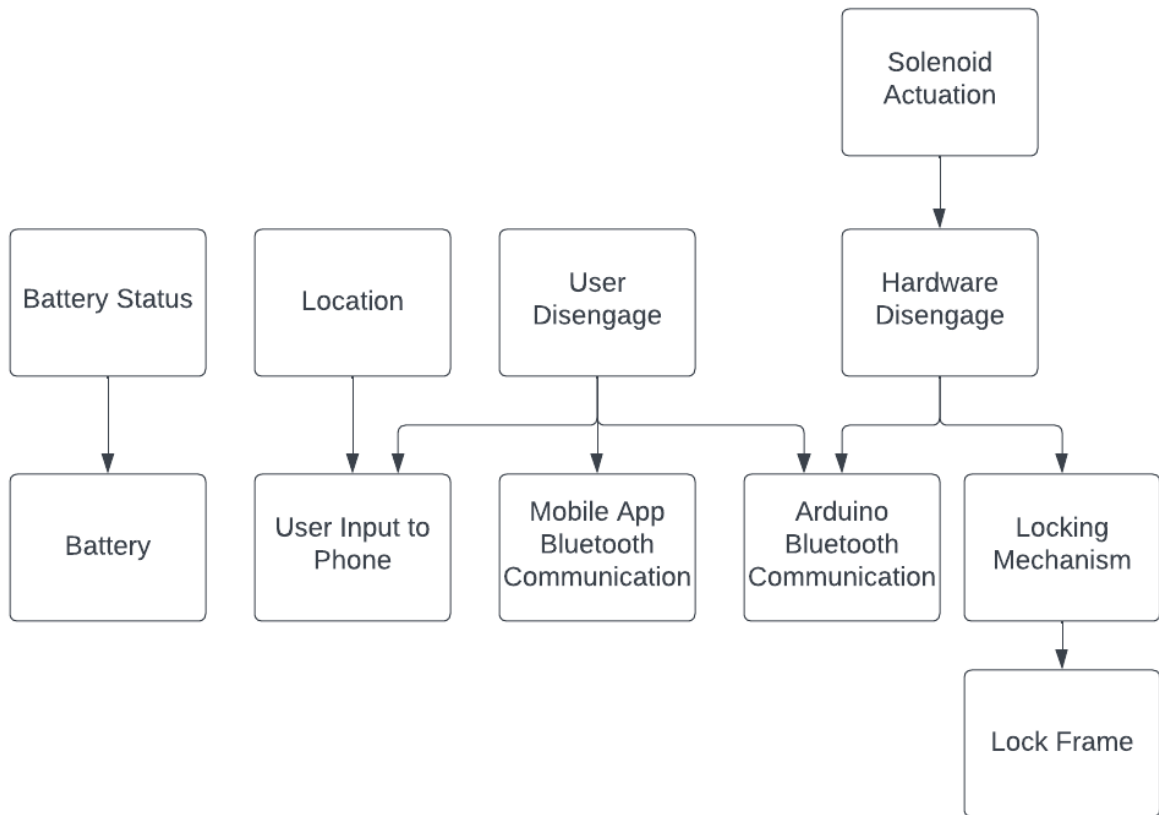 Solenoid
Actuation
Battery Status
Location
User
Disengage
Hardware
Disengage
Battery
User Input to
Phone
Mobile App
Bluetooth
Communication
Arduino
Bluetooth
Communication
Locking
Mechanism
Lock Frame